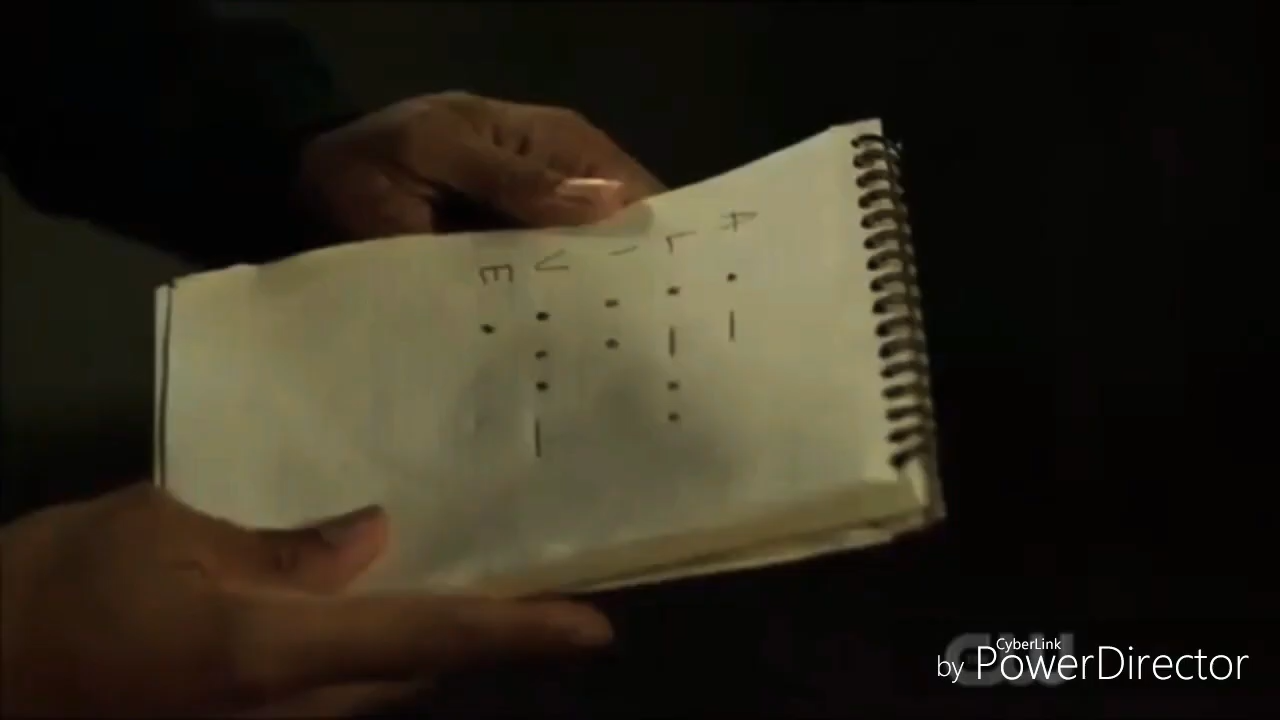 A • —
L • — • •
I • •
V • • • —
E •
CyberLink
by PowerDirector